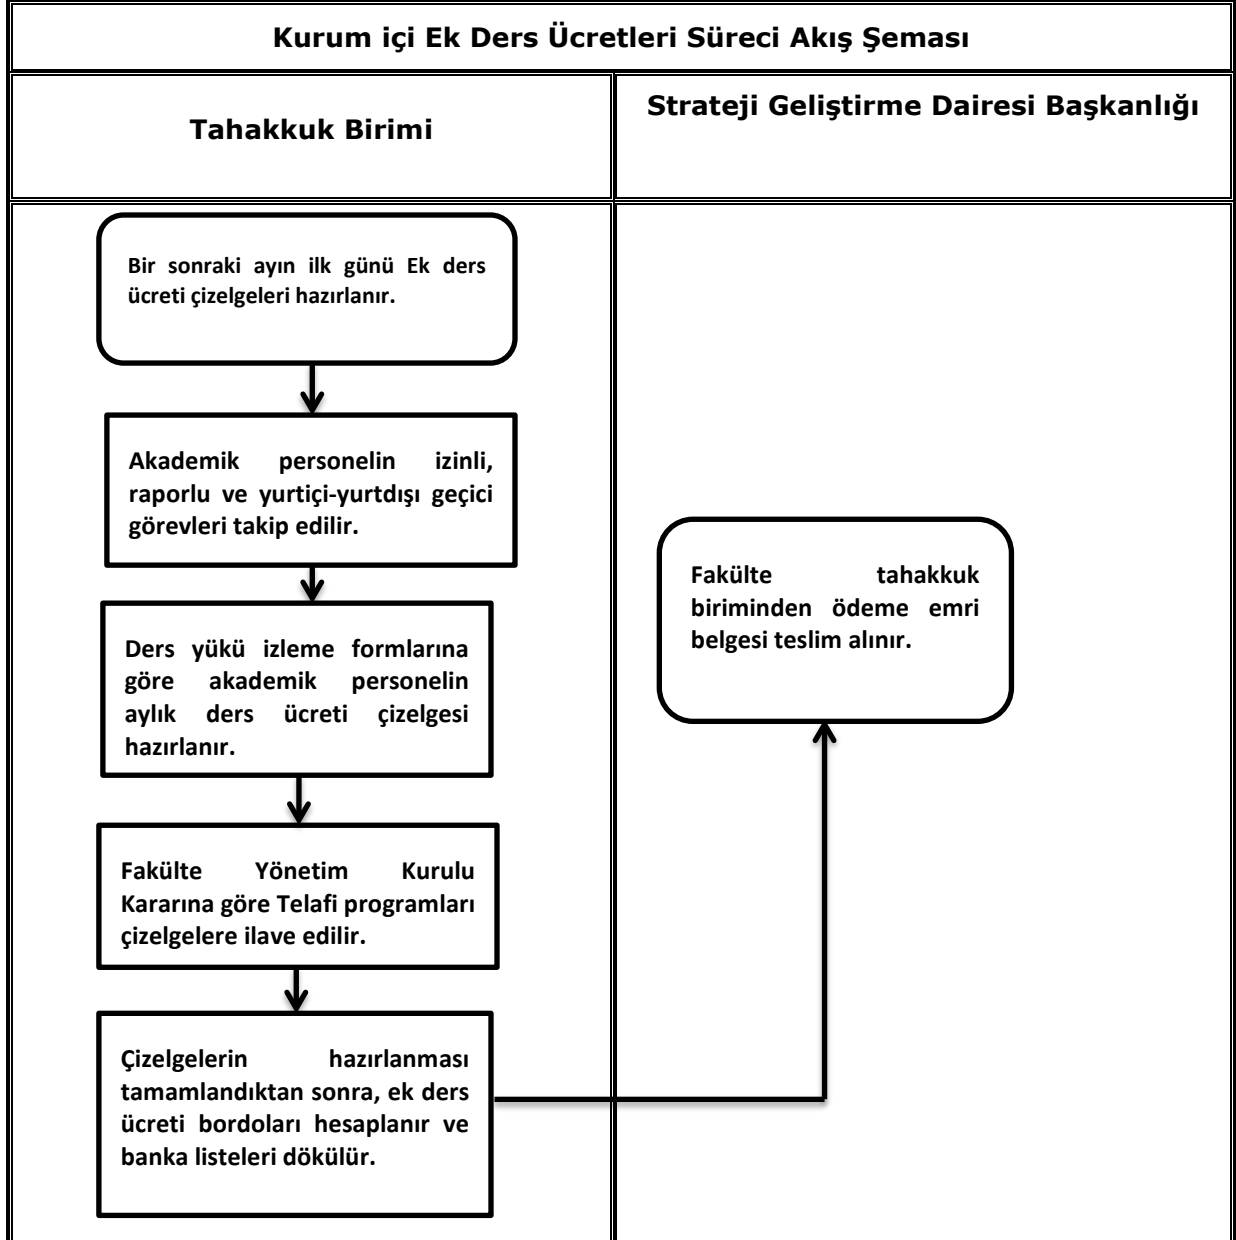 Kurum içi Ek Ders Ücretleri Süreci Akış Şeması
Tahakkuk Birimi
Strateji Geliştirme Dairesi Başkanlığı
Bir sonraki ayın ilk günü Ek ders
ücreti çizelgeleri hazırlanır.
Akademik personelin izinli,
raporlu ve yurtiçi-yurtdışı geçici
görevleri takip edilir.
Ders yükü izleme formlarına
göre akademik personelin
aylık ders ücreti çizelgesi
hazırlanır.
Fakülte Yönetim Kurulu
Kararına göre Telafi programları
çizelgelere ilave edilir.
Çizelgelerin hazırlanması
tamamlandıktan sonra, ek ders
ücreti bordoları hesaplanır ve
banka listeleri dökülür.
Fakülte tahakkuk
biriminden ödeme emri
belgesi teslim alınır.